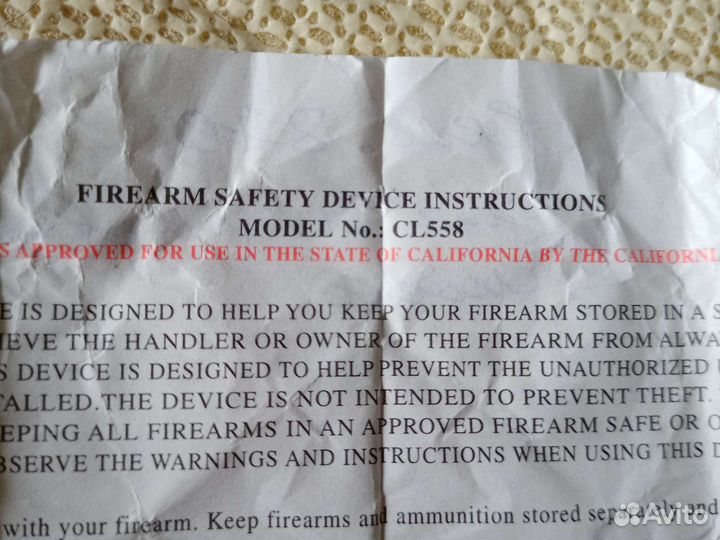 FIREARM SAFETY DEVICE INSTRUCTIONS
MODEL No.: CL558
S APPROVED FOR USE IN THE STATE OF CALIFORNIA BY THE CALIFORNI
E IS DESIGNED TO HELP YOU KEEP YOUR FIREARM STORED IN A S
IEVE THE HANDLER OR OWNER OF THE FIREARM FROM ALWA
S DEVICE IS DESIGNED TO HELP PREVENT THE UNAUTHORIZED U
TALLED.THE DEVICE IS NOT INTENDED TO PREVENT THEFT.
EEPING ALL FIREARMS IN AN APPROVED FIREARM SAFE OR O
BSERVE THE WARNINGS AND INSTRUCTIONS WHEN USING THIS D
with your firearm. Keep firearms and ammunition stored separately and
Avito